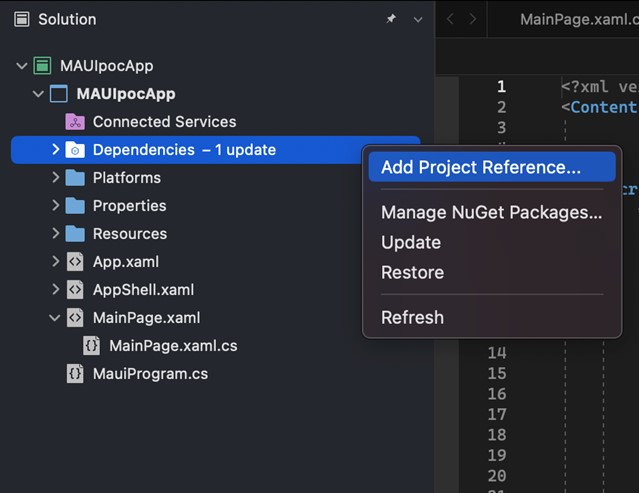 Solution
MainPage.xaml.c
MAUIpocApp
MAUIpocApp
Connected Services
Dependencies – 1 update
Platforms
Properties
Resources
App.xaml
AppShell.xaml
MainPage.xaml
MainPage.xaml.cs
MauiProgram.cs
Add Project Reference...
Manage NuGet Packages...
Update
Restore
Refresh
1 <?xml ve
2 <Content
3
cr
14
15
16
17
18
19
20